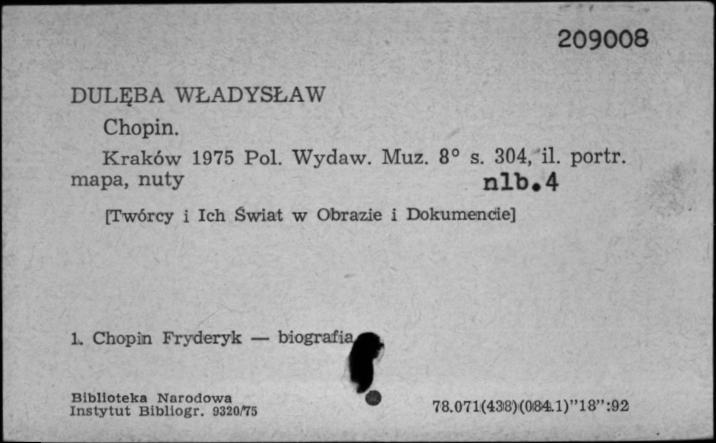 209008
DULĘBA WŁADYSŁAW
Chopin.
Kraków 1975 Pol. Wydaw. Muz. 8° s. 304, il. portr.
mapa, nuty nlb.4
[Twórcy i Ich Świat w Obrazie i Dokumencie]
1. Chopin Fryderyk — biografia
Biblioteka Narodowa
Instytut Bibliogr. 9320/75
78.071(438)(084.1)"18":92